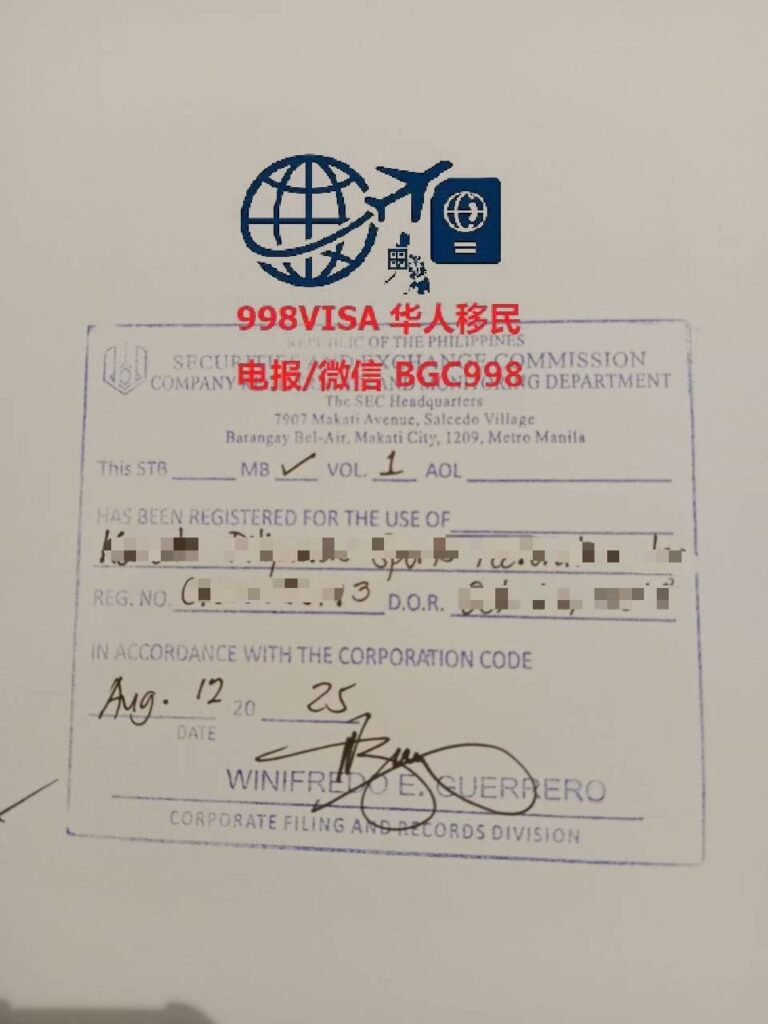 998VISA 华人移民
REPUBLIC OF THE PHILIPPINES
SECURITIES AND EXCHANGE COMMISSION
电报/微信 BGC998
COMPANY AND MONITORING DEPARTMENT
The SEC Headquarters
7907 Makati Avenue, Salcedo Village
Barangay Bel-Air, Makati City, 1209, Metro Manila
This STB MB ✓ VOL. 1 AOL
HAS BEEN REGISTERED FOR THE USE OF
REG. NO. 3 D.O.R.
IN ACCORDANCE WITH THE CORPORATION CODE
Aug. 12 20 25
DATE
WINIFREDO E. GUERRERO
CORPORATE FILING AND RECORDS DIVISION